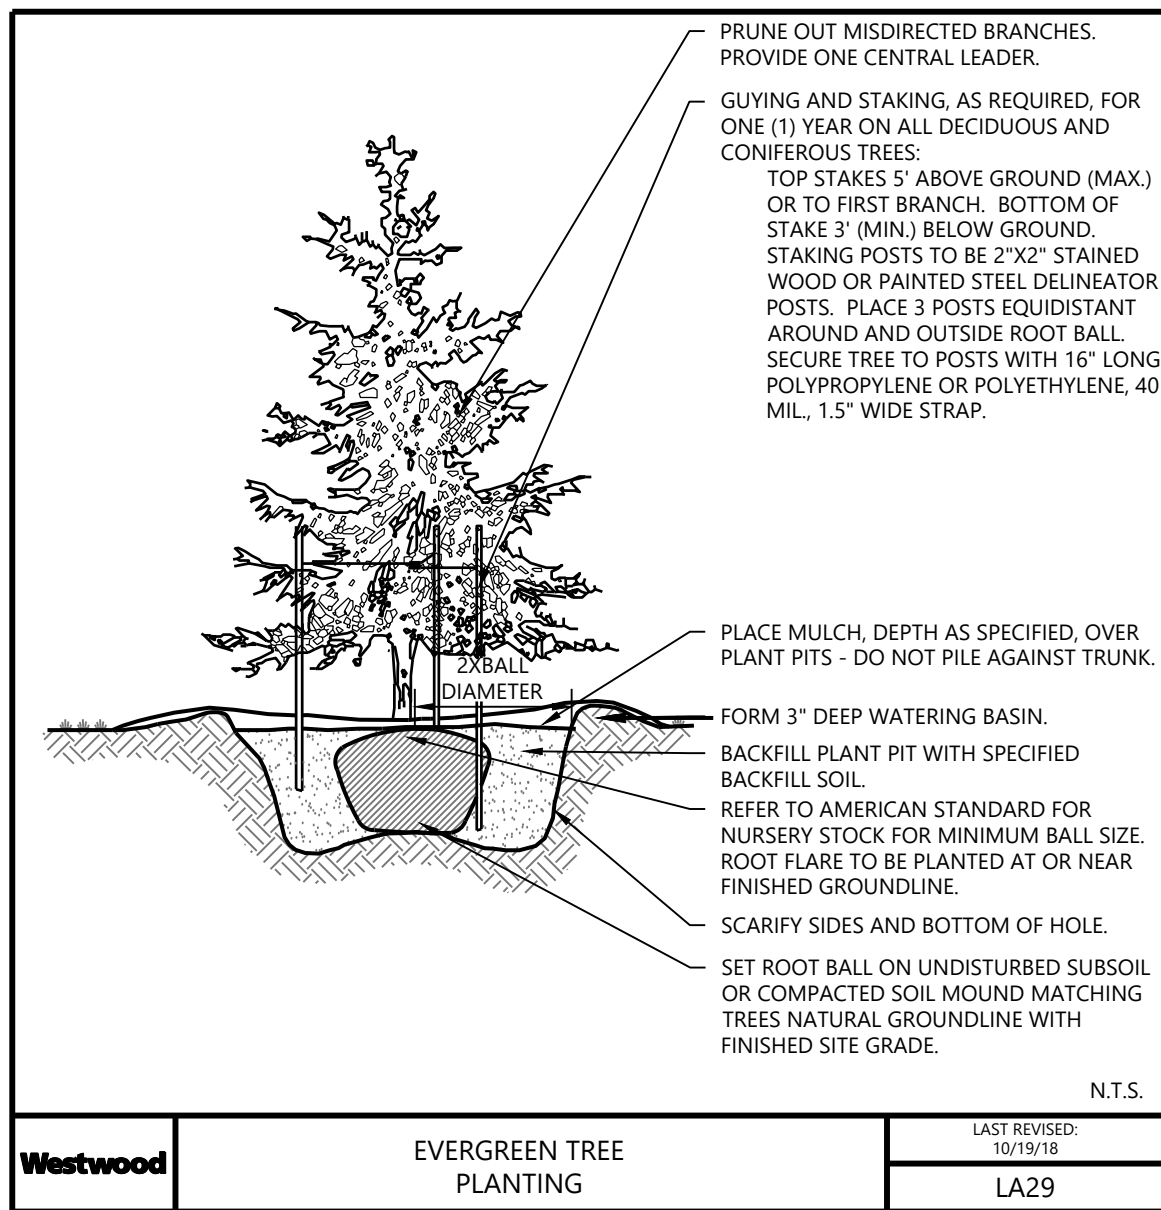 PRUNE OUT MISDIRECTED BRANCHES.
PROVIDE ONE CENTRAL LEADER.
GUYING AND STAKING, AS REQUIRED, FOR
ONE (1) YEAR ON ALL DECIDUOUS AND
CONIFEROUS TREES:
TOP STAKES 5' ABOVE GROUND (MAX.)
OR TO FIRST BRANCH. BOTTOM OF
STAKE 3' (MIN.) BELOW GROUND.
STAKING POSTS TO BE 2"X2" STAINED
WOOD OR PAINTED STEEL DELINEATOR
POSTS. PLACE 3 POSTS EQUIDISTANT
AROUND AND OUTSIDE ROOT BALL.
SECURE TREE TO POSTS WITH 16" LONG
POLYPROPYLENE OR POLYETHYLENE, 40
MIL., 1.5" WIDE STRAP.
2XBALL
DIAMETER
PLACE MULCH, DEPTH AS SPECIFIED, OVER
PLANT PITS - DO NOT PILE AGAINST TRUNK.
FORM 3" DEEP WATERING BASIN.
BACKFILL PLANT PIT WITH SPECIFIED
BACKFILL SOIL.
REFER TO AMERICAN STANDARD FOR
NURSERY STOCK FOR MINIMUM BALL SIZE.
ROOT FLARE TO BE PLANTED AT OR NEAR
FINISHED GROUNDLINE.
SCARIFY SIDES AND BOTTOM OF HOLE.
SET ROOT BALL ON UNDISTURBED SUBSOIL
OR COMPACTED SOIL MOUND MATCHING
TREES NATURAL GROUNDLINE WITH
FINISHED SITE GRADE.
N.T.S.
Westwood
EVERGREEN TREE
PLANTING
LAST REVISED:
10/19/18
LA29